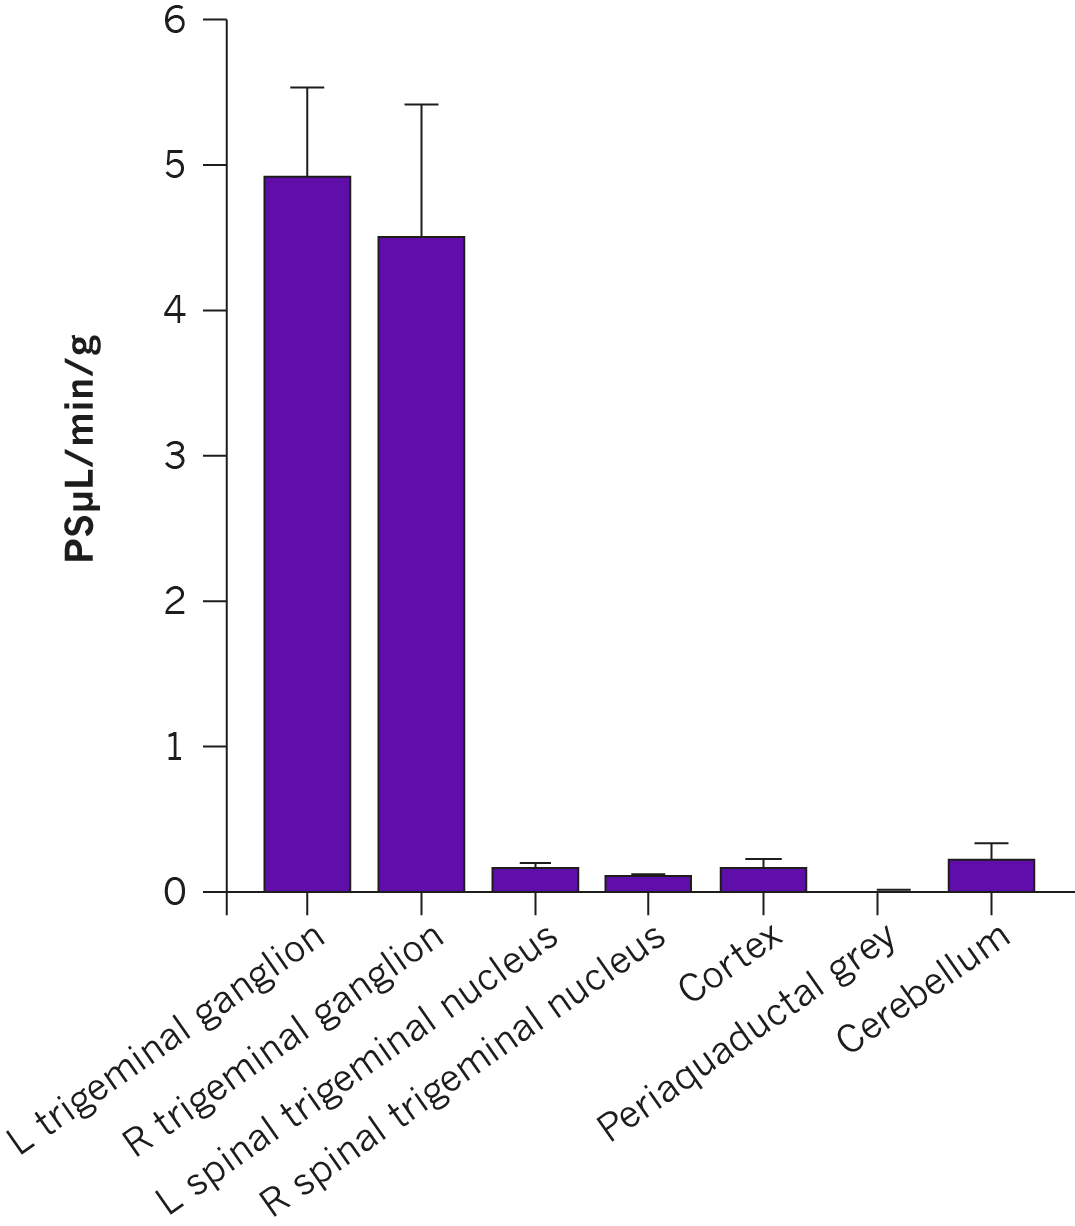 6
5
4
3
2
1
0
PSµL/min/g
L trigeminal ganglion
R trigeminal ganglion
L spinal trigeminal nucleus
R spinal trigeminal nucleus
Cortex
Periaquaductal grey
Cerebellum